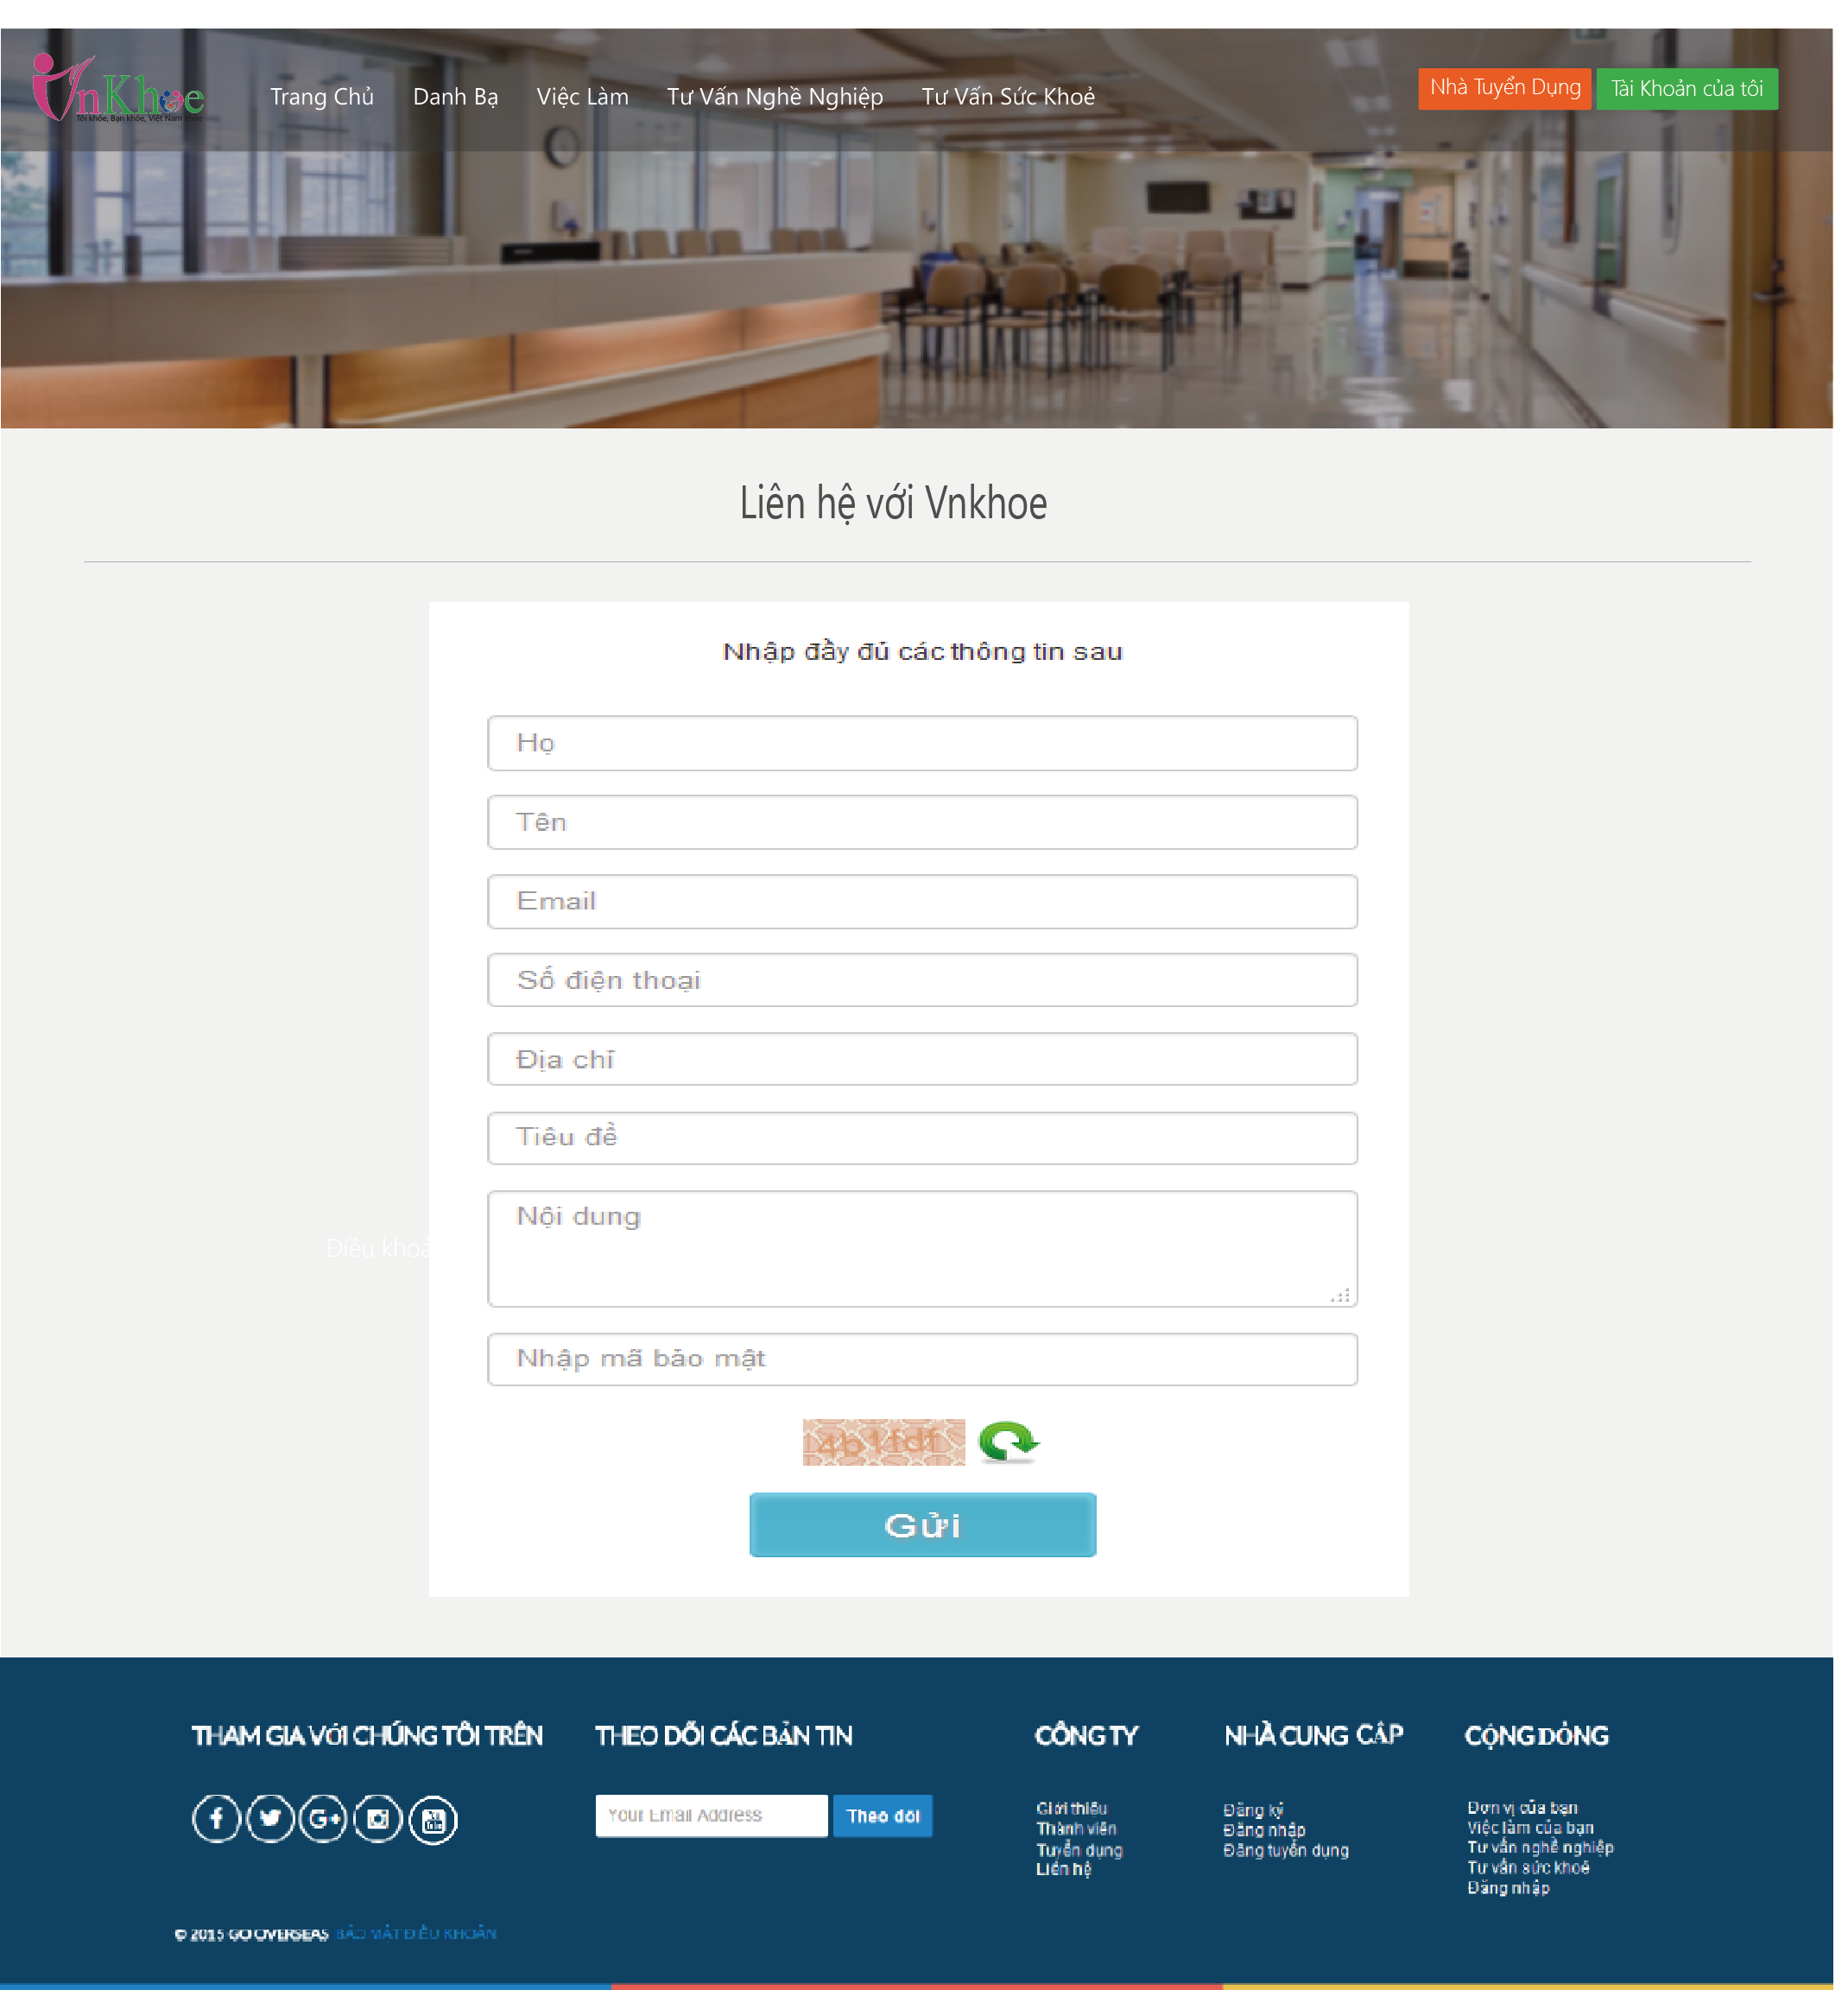 VnKhoe
Tôi khỏe, Bạn khỏe, Việt Nam khỏe
Trang Chủ Danh Bạ Việc Làm Tư Vấn Nghề Nghiệp Tư Vấn Sức Khoẻ
Nhà Tuyển Dụng Tài Khoản của tôi
Liên hệ với Vnkhoe
Nhập đầy đủ các thông tin sau
Họ
Tên
Email
Số điện thoại
Địa chỉ
Tiêu đề
Nội dung
Điều khoả
Nhập mã bảo mật
4b1fdf
Gửi
THAM GIA VỚI CHÚNG TÔI TRÊN THEO DÕI CÁC BẢN TIN CÔNG TY NHÀ CUNG CẤP CỘNG ĐỒNG
Your Email Address Theo dõi
Giới thiệu Đăng ký Đơn vị của bạn
Thành viên Đăng nhập Việc làm của bạn
Tuyển dụng Đăng tuyển dụng Tư vấn nghề nghiệp
Liên hệ Tư vấn sức khoẻ
Đăng nhập
© 2015 GO OVERSEAS BẢO MẬT ĐIỀU KHOẢN